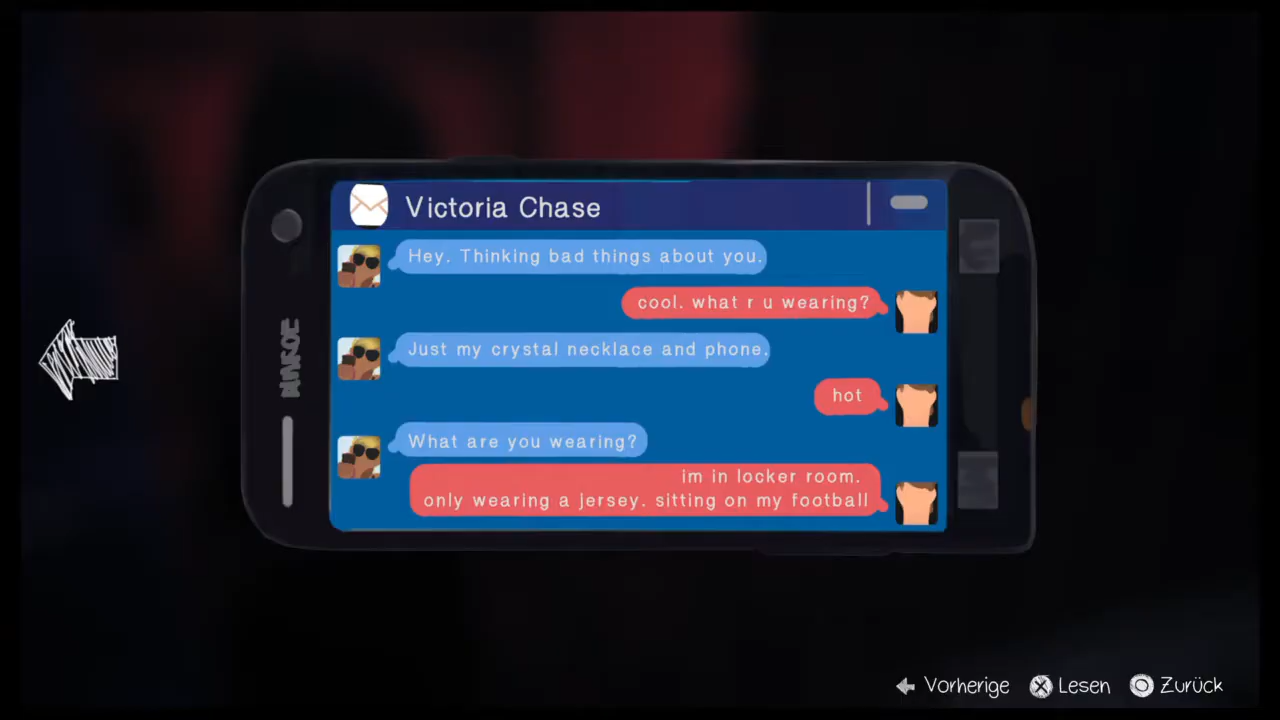 Victoria Chase
Hey. Thinking bad things about you.
cool. what r u wearing?
Just my crystal necklace and phone.
hot
What are you wearing?
im in locker room.
only wearing a jersey. sitting on my football
Vorherige
Lesen
Zurück